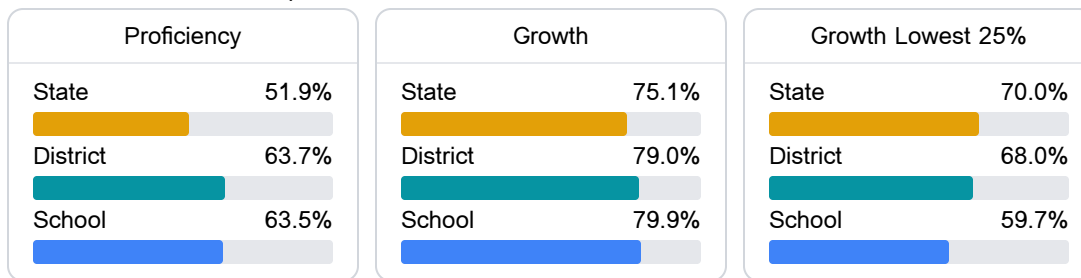 Proficiency
State 51.9%
District 63.7%
School 63.5%
Growth
State 75.1%
District 79.0%
School 79.9%
Growth Lowest 25%
State 70.0%
District 68.0%
School 59.7%